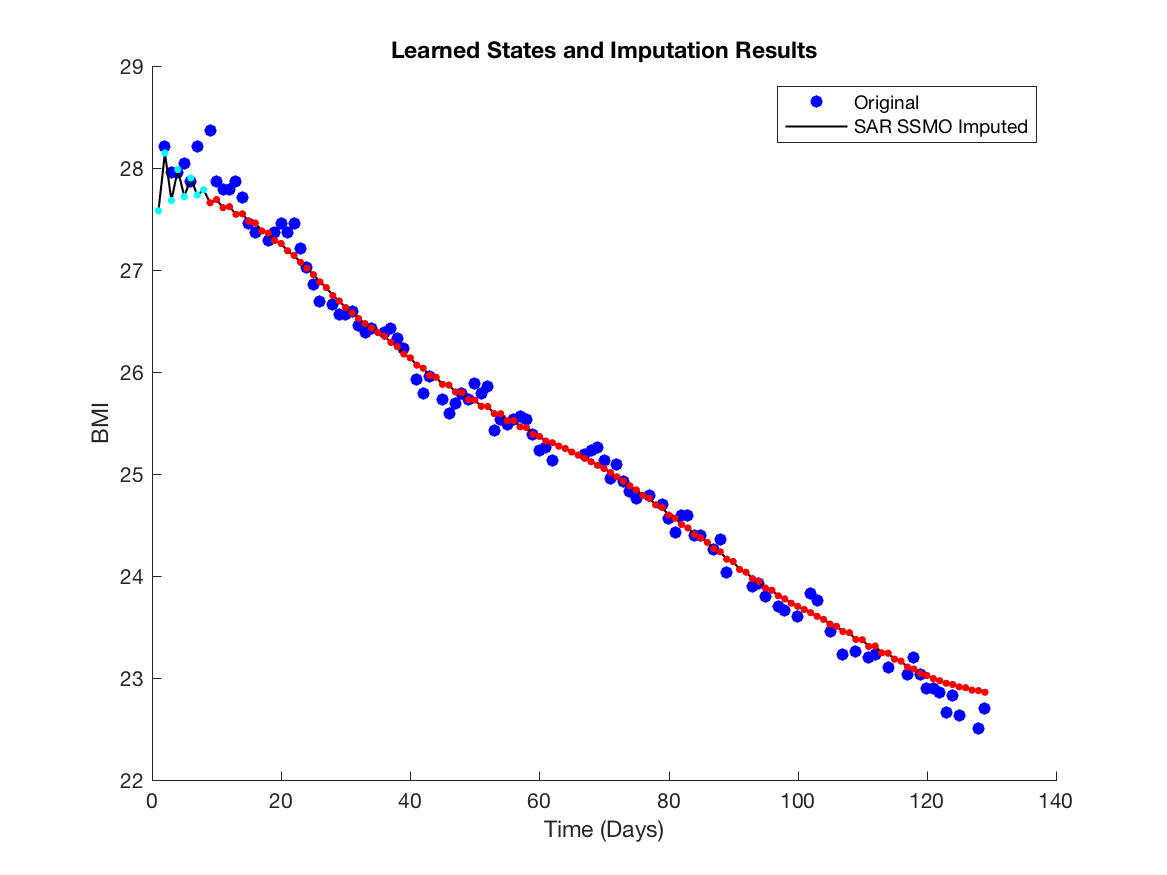 Learned States and Imputation Results
29
28
27
26
25
24
23
22
BMI
Original
SAR SSMO Imputed
0 20 40 60 80 100 120 140
Time (Days)